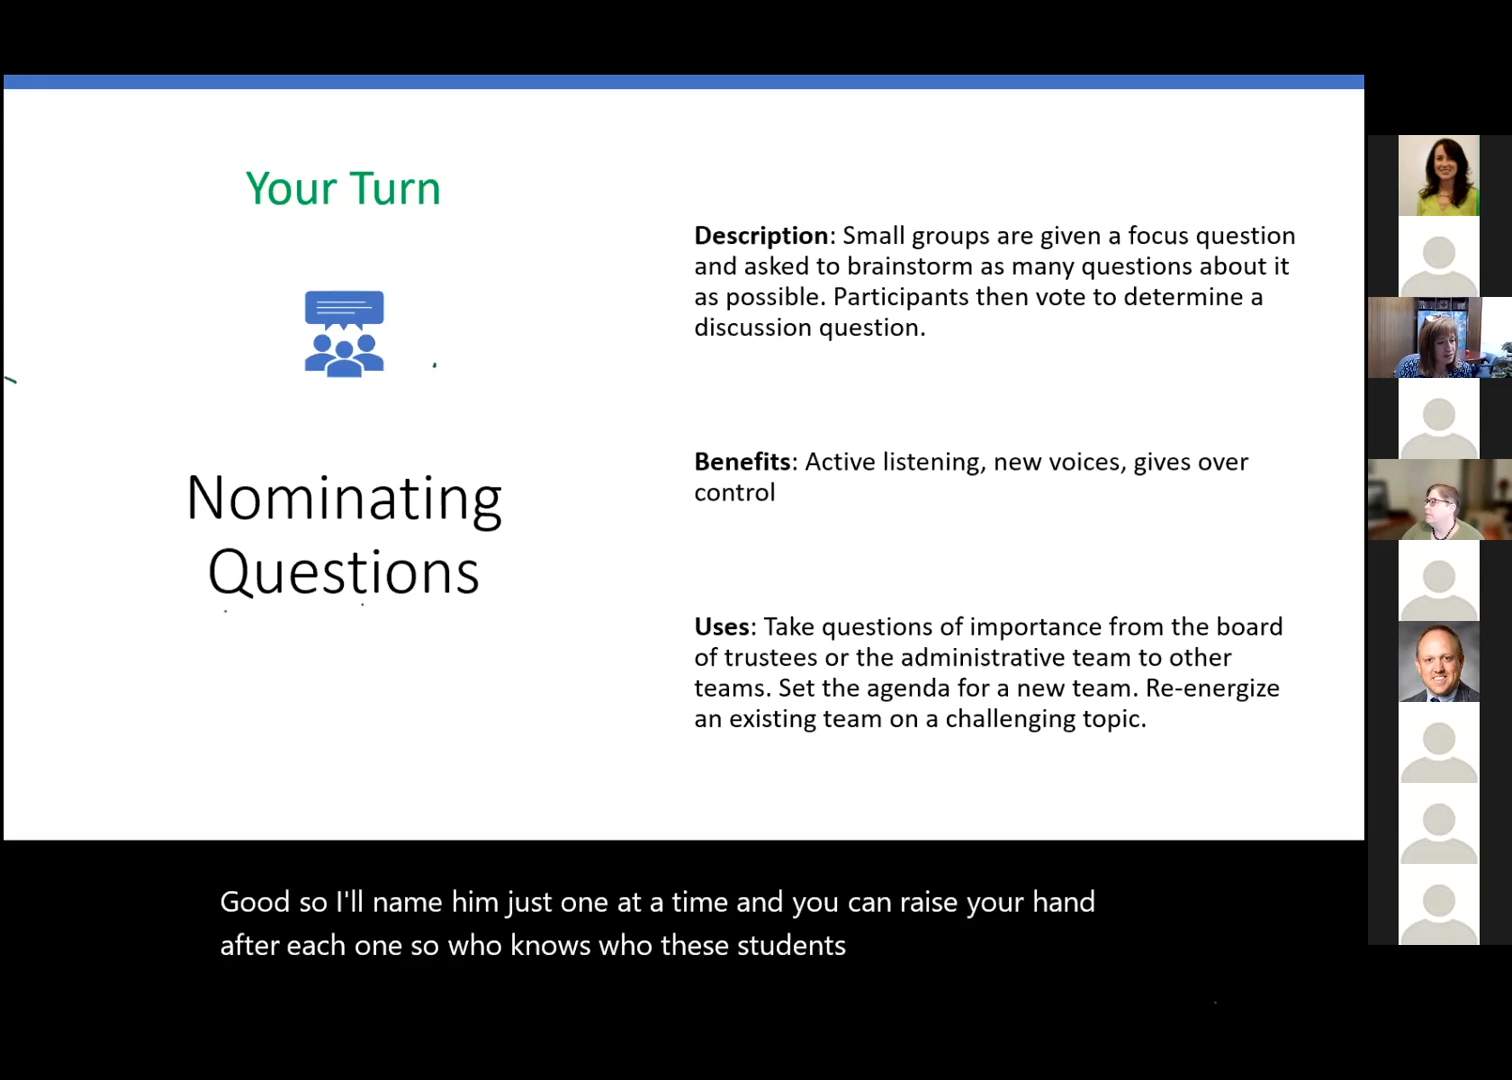 Your Turn
Nominating
Questions
Description: Small groups are given a focus question
and asked to brainstorm as many questions about it
as possible. Participants then vote to determine a
discussion question.
Benefits: Active listening, new voices, gives over
control
Uses: Take questions of importance from the board
of trustees or the administrative team to other
teams. Set the agenda for a new team. Re-energize
an existing team on a challenging topic.
Good so I'll name him just one at a time and you can raise your hand
after each one so who knows who these students